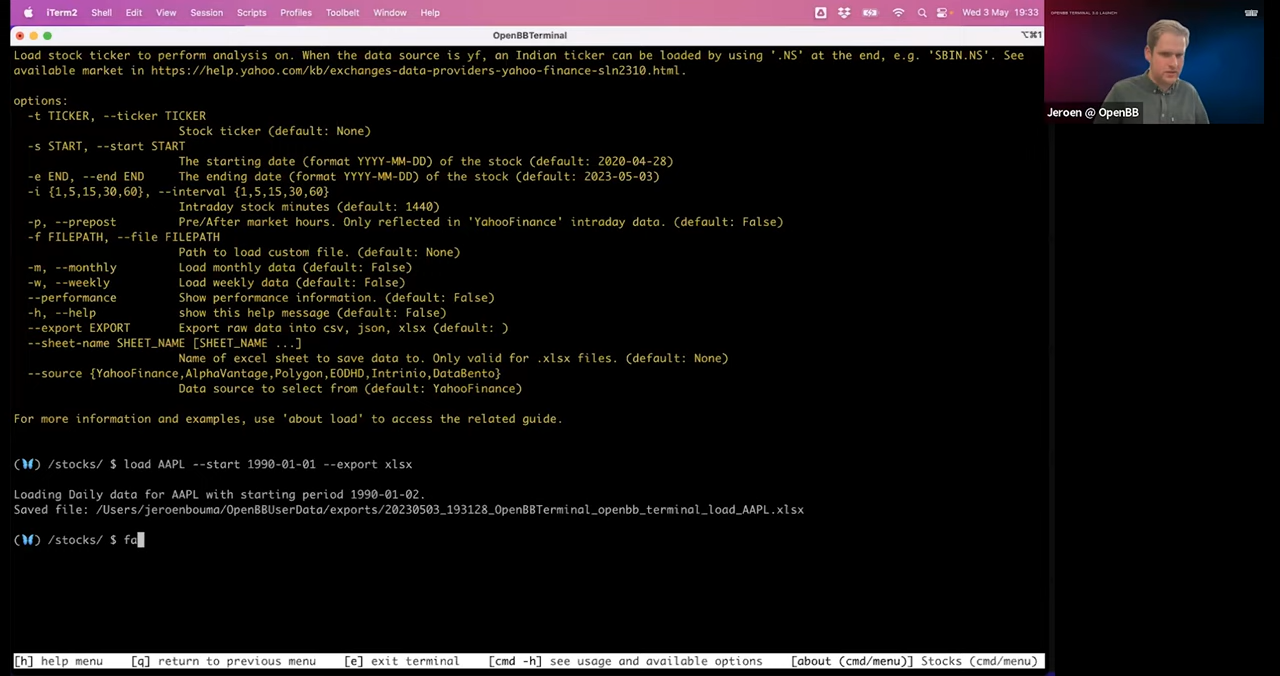 iTerm2 Shell Edit View Session Scripts Profiles Toolbelt Window Help Wed 3 May 19:33
OPENBB TERMINAL 3.0 LAUNCH
OpenBBTerminal ⌥⌘1
Load stock ticker to perform analysis on. When the data source is yf, an Indian ticker can be loaded by using '.NS' at the end, e.g. 'SBIN.NS'. See
available market in https://help.yahoo.com/kb/exchanges-data-providers-yahoo-finance-sln2310.html.
Jeroen @ OpenBB
options:
-t TICKER, --ticker TICKER
Stock ticker (default: None)
-s START, --start START
The starting date (format YYYY-MM-DD) of the stock (default: 2020-04-28)
-e END, --end END The ending date (format YYYY-MM-DD) of the stock (default: 2023-05-03)
-i {1,5,15,30,60}, --interval {1,5,15,30,60}
Intraday stock minutes (default: 1440)
-p, --prepost Pre/After market hours. Only reflected in 'YahooFinance' intraday data. (default: False)
-f FILEPATH, --file FILEPATH
Path to load custom file. (default: None)
-m, --monthly Load monthly data (default: False)
-w, --weekly Load weekly data (default: False)
--performance Show performance information. (default: False)
-h, --help show this help message (default: False)
--export EXPORT Export raw data into csv, json, xlsx (default: )
--sheet-name SHEET_NAME [SHEET_NAME ...]
Name of excel sheet to save data to. Only valid for .xlsx files. (default: None)
--source {YahooFinance,AlphaVantage,Polygon,EODHD,Intrinio,DataBento}
Data source to select from (default: YahooFinance)
For more information and examples, use 'about load' to access the related guide.
(🦋) /stocks/ $ load AAPL --start 1990-01-01 --export xlsx
Loading Daily data for AAPL with starting period 1990-01-02.
Saved file: /Users/jeroenbouma/OpenBBUserData/exports/20230503_193128_OpenBBTerminal_openbb_terminal_load_AAPL.xlsx
(🦋) /stocks/ $ fa
[h] help menu [q] return to previous menu [e] exit terminal [cmd -h] see usage and available options [about (cmd/menu)] Stocks (cmd/menu)